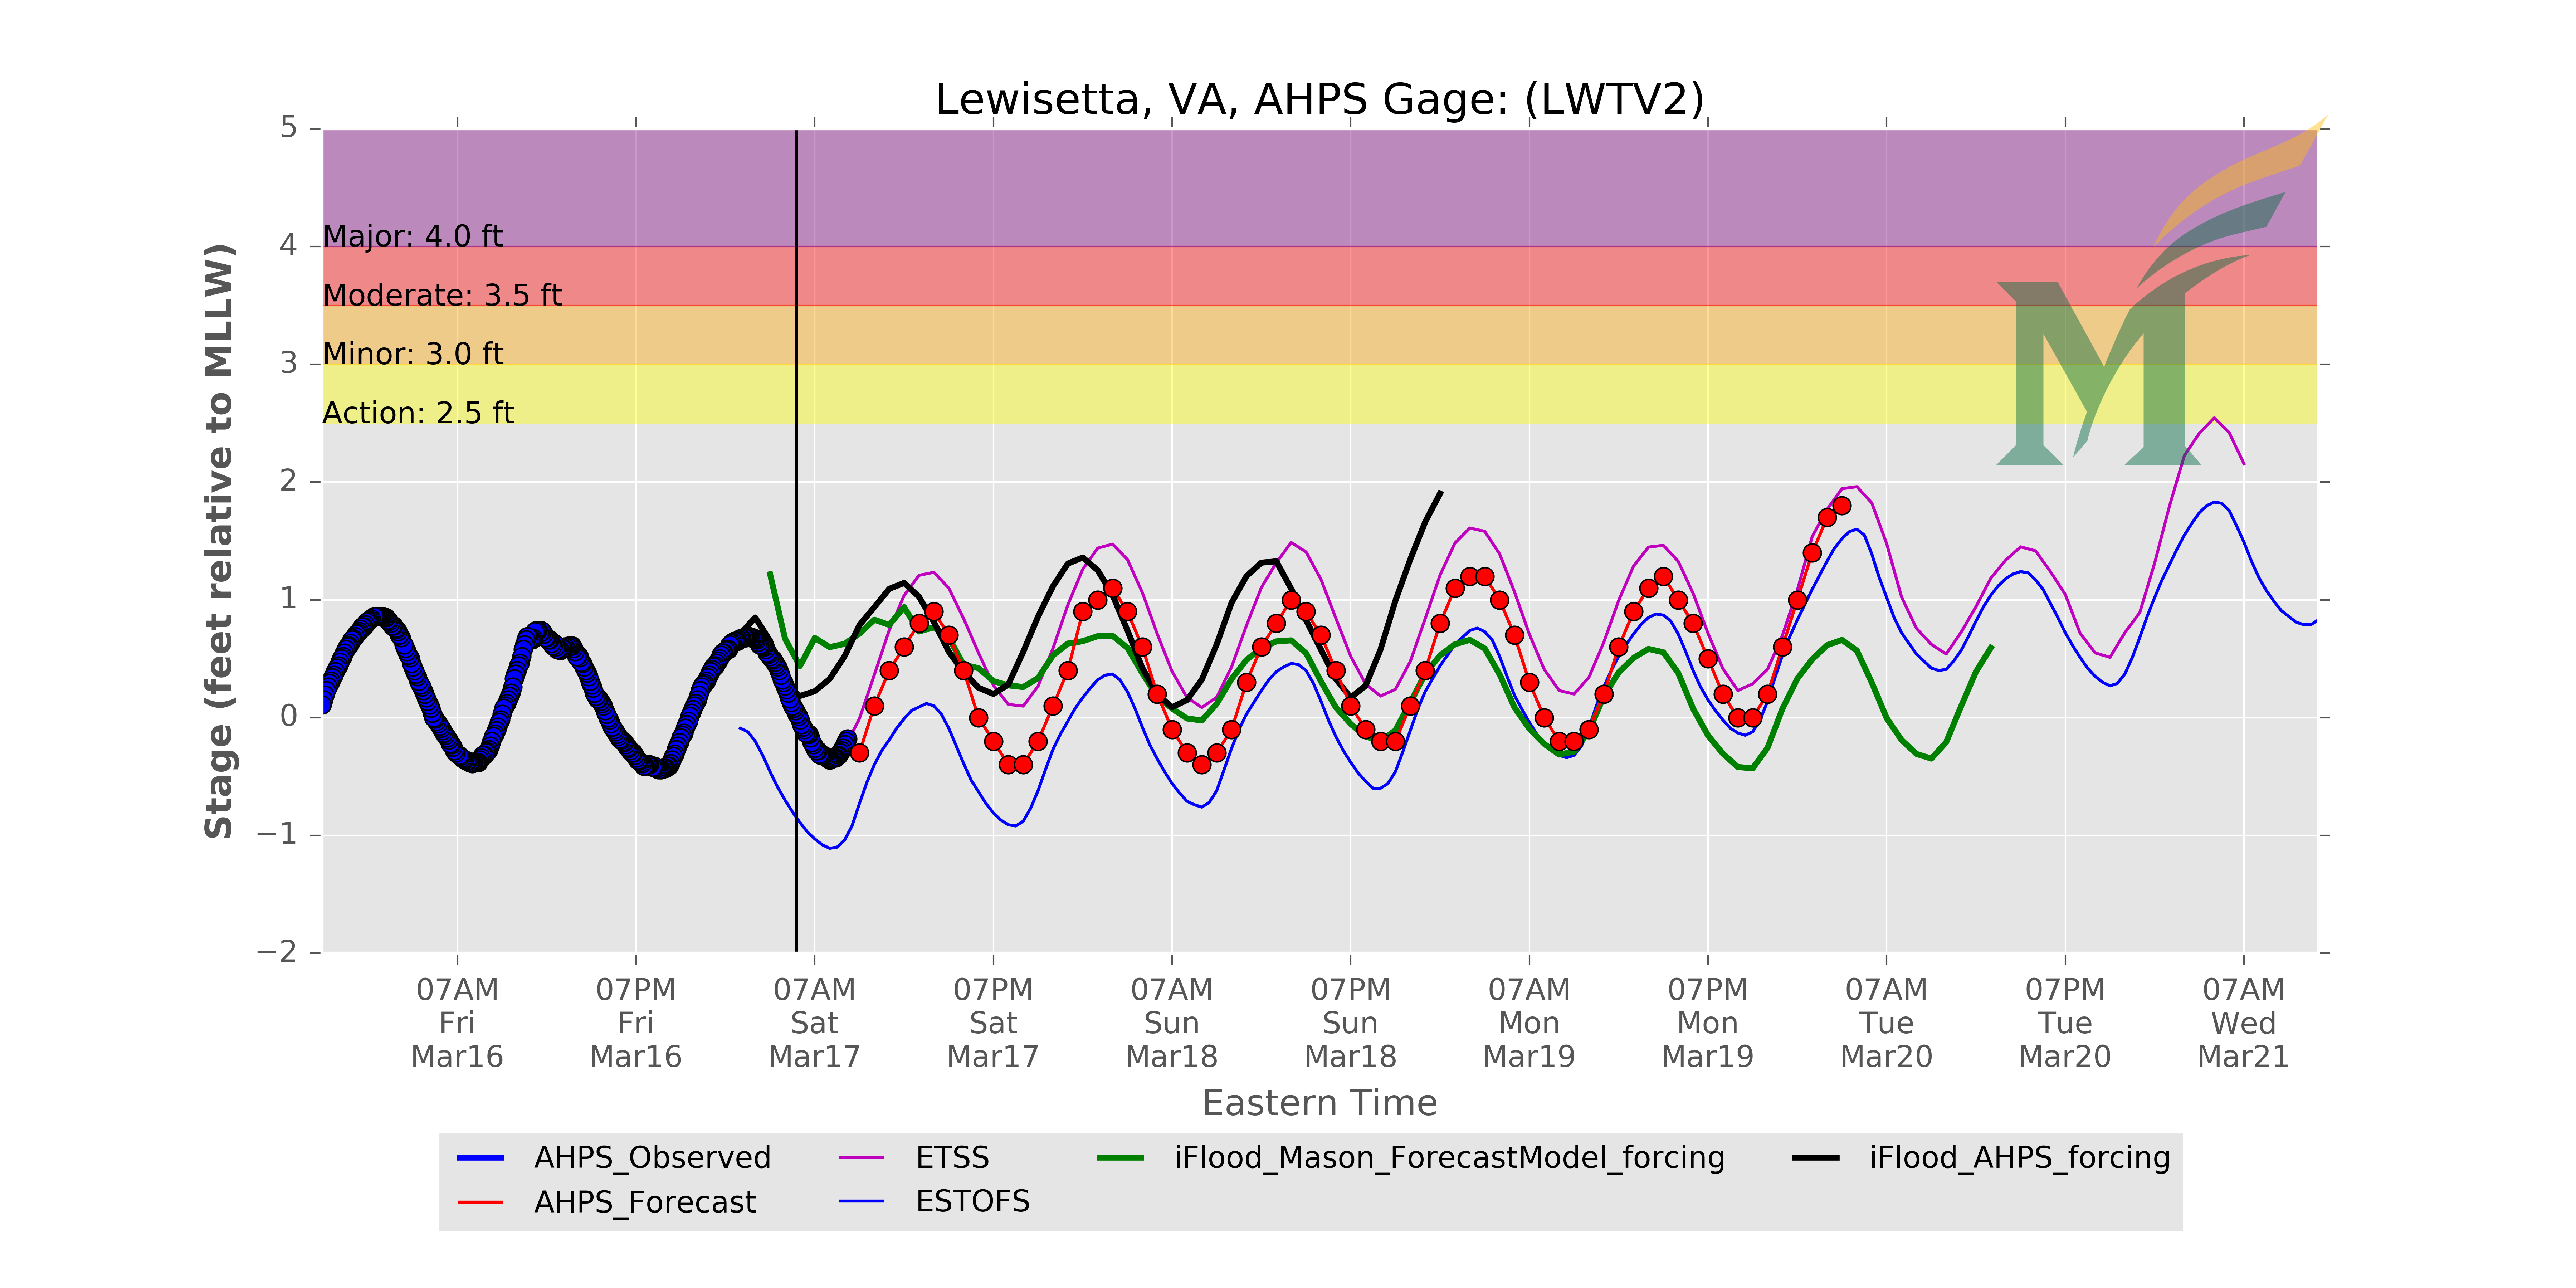 Lewisetta, VA, AHPS Gage: (LWTV2)
5
4
3
2
1
0
−1
−2
Stage (feet relative to MLLW)
Major: 4.0 ft
Moderate: 3.5 ft
Minor: 3.0 ft
Action: 2.5 ft
M
07AM 07PM 07AM 07PM 07AM 07PM 07AM 07PM 07AM 07PM 07AM
Fri Fri Sat Sat Sun Sun Mon Mon Tue Tue Wed
Mar16 Mar16 Mar17 Mar17 Mar18 Mar18 Mar19 Mar19 Mar20 Mar20 Mar21
Eastern Time
AHPS_Observed ETSS iFlood_Mason_ForecastModel_forcing iFlood_AHPS_forcing
AHPS_Forecast ESTOFS